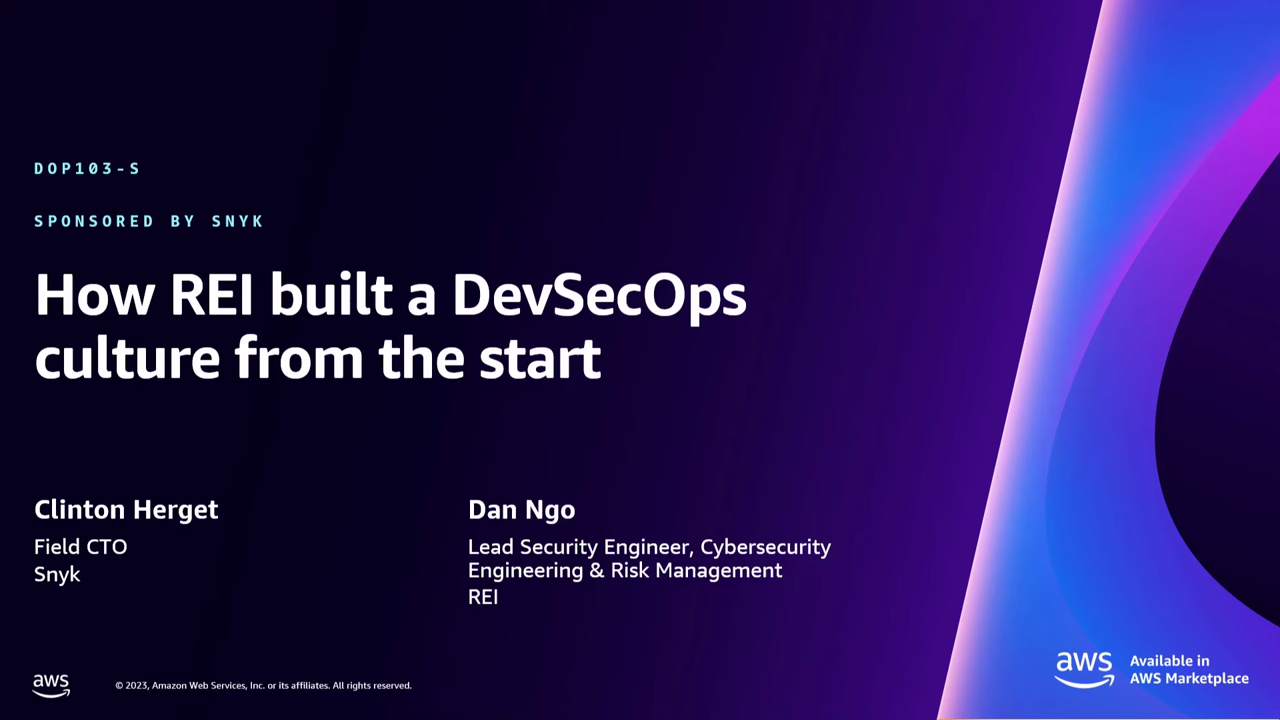 DOP103-S
SPONSORED BY SNYK
How REI built a DevSecOps
culture from the start
Clinton Herget
Field CTO
Snyk
Dan Ngo
Lead Security Engineer, Cybersecurity
Engineering & Risk Management
REI
aws
© 2023, Amazon Web Services, Inc. or its affiliates. All rights reserved.
aws
Available in
AWS Marketplace